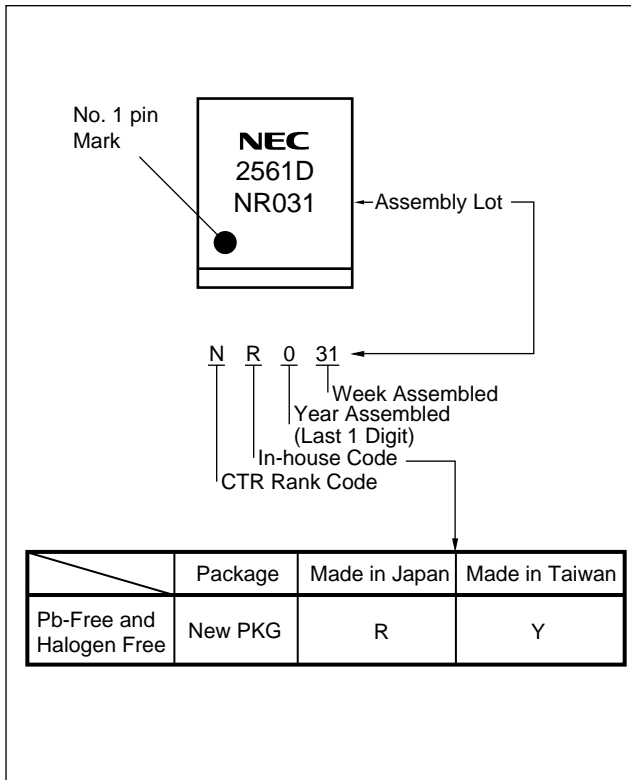 No. 1 pin
Mark
NEC
2561D
NR031
Assembly Lot
N R 0 31
Week Assembled
Year Assembled
(Last 1 Digit)
In-house Code
CTR Rank Code
Package Made in Japan Made in Taiwan
Pb-Free and
Halogen Free New PKG R Y